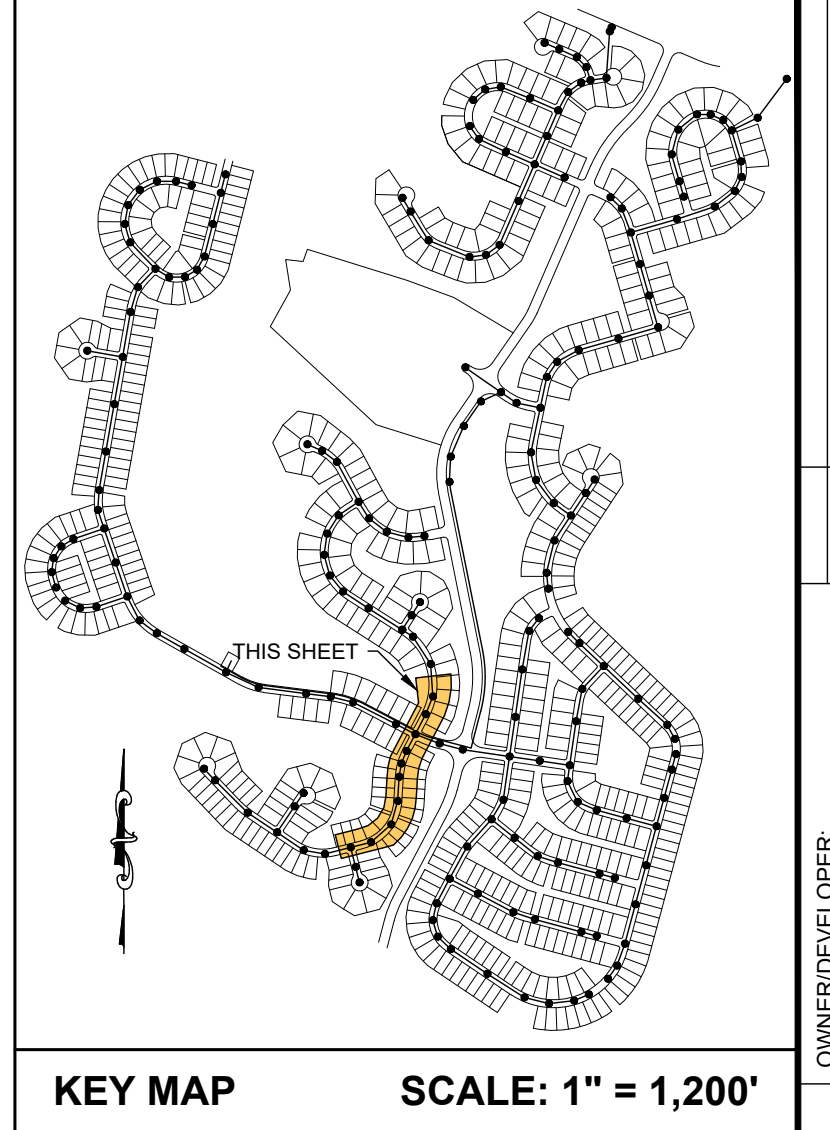 THIS SHEET
OWNER/DEVELOPER:
KEY MAP SCALE: 1" = 1,200'